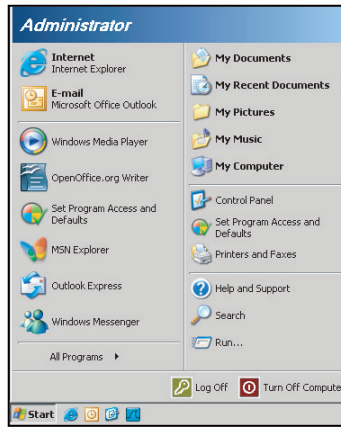 Administrator
Internet
Internet Explorer
E-mail
Microsoft Office Outlook
Windows Media Player
OpenOffice.org Writer
Set Program Access and
Defaults
MSN Explorer
Outlook Express
Windows Messenger
All Programs
My Documents
My Recent Documents
My Pictures
My Music
My Computer
Control Panel
Set Program Access and
Defaults
Printers and Faxes
Help and Support
Search
Run...
Log Off
Turn Off Compute
Start